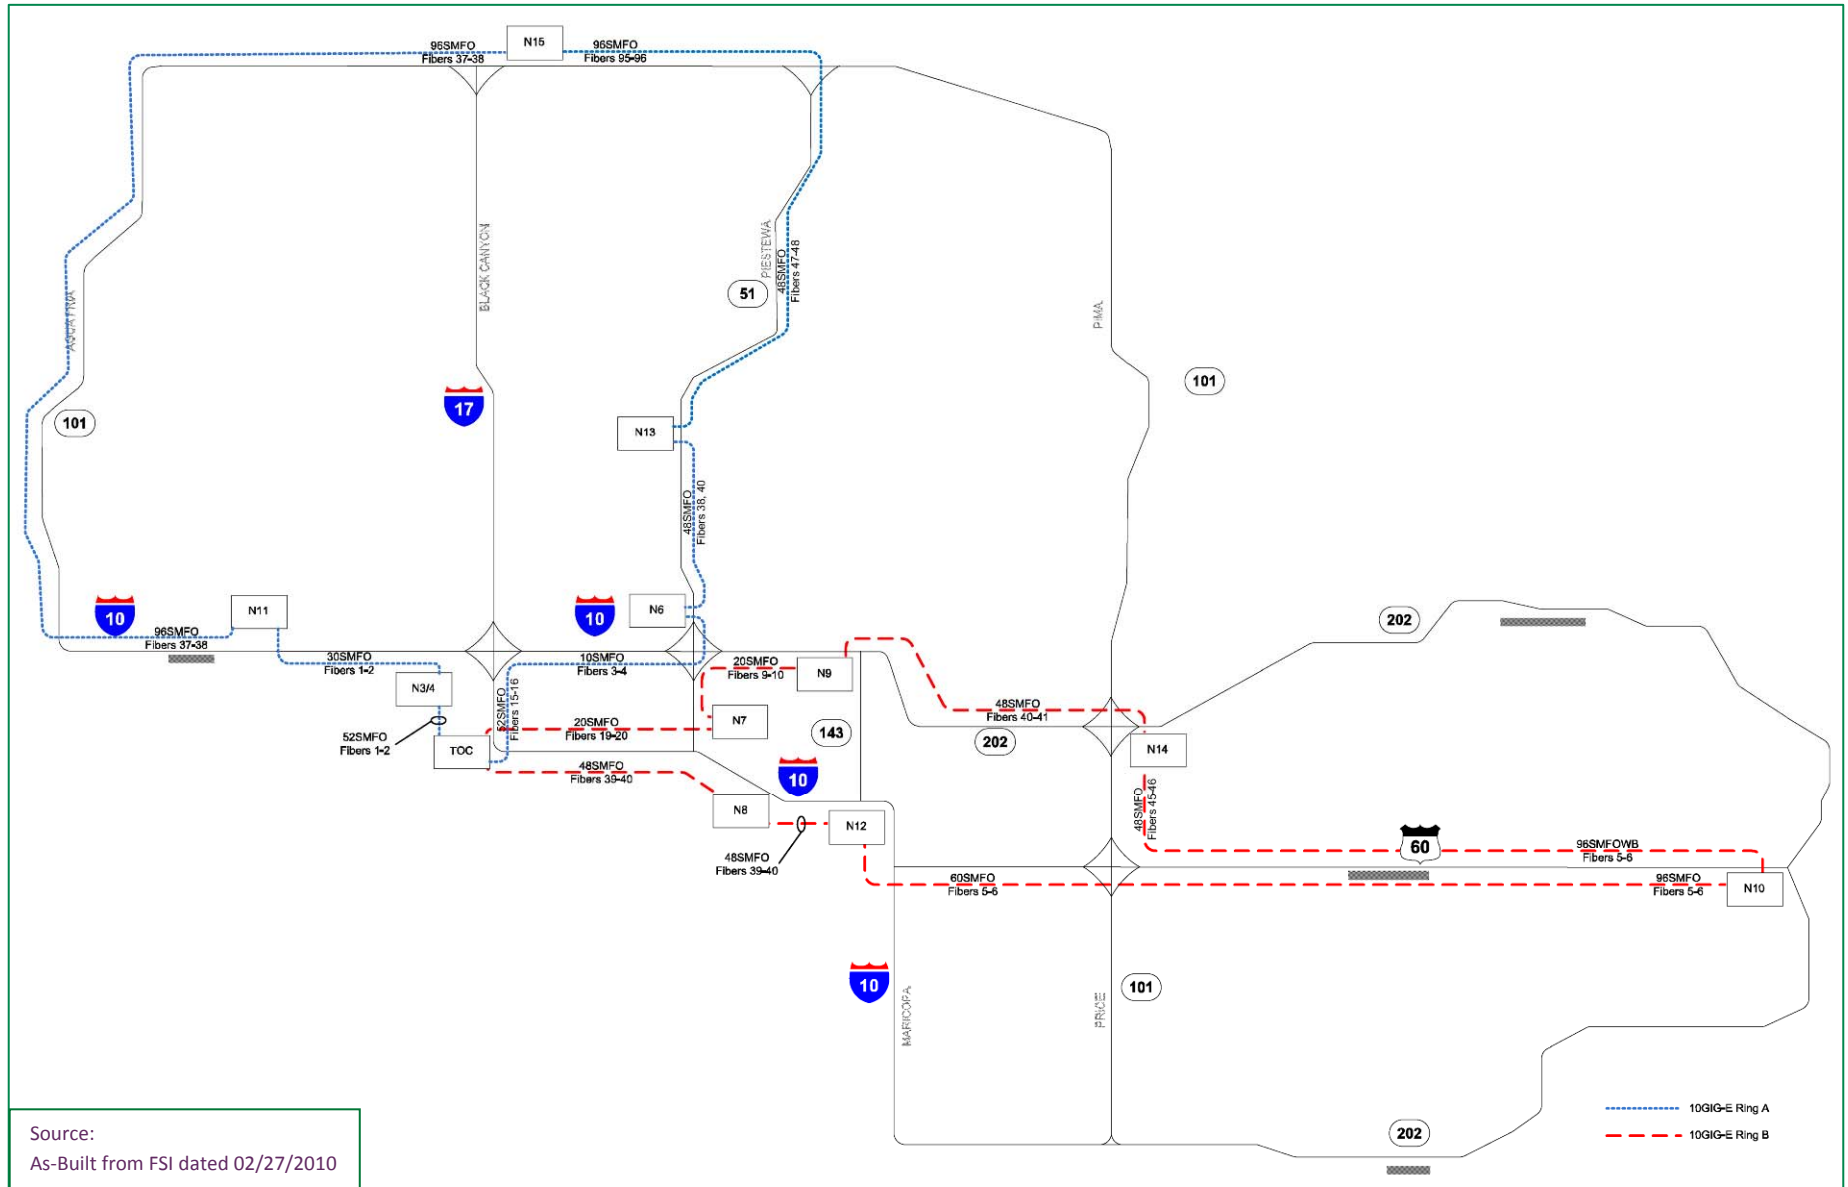 96SMFO
Fibers 37-38
N15
96SMFO
Fibers 95-96
BLACK CANYON
PIESTEWA
48SMFO
Fibers 47-48
51
PIMA
101
17
101
N13
48SMFO
Fibers 38, 40
10
N11
10
N6
96SMFO
Fibers 37-38
30SMFO
Fibers 1-2
10SMFO
Fibers 3-4
20SMFO
Fibers 9-10
N9
202
N3/4
52SMFO
Fibers 15-16
52SMFO
Fibers 1-2
TOC
20SMFO
Fibers 19-20
N7
143
48SMFO
Fibers 40-41
202
N14
48SMFO
Fibers 39-40
10
N8
N12
48SMFO
Fibers 39-40
48SMFO
Fibers 45-46
60
96SMFOWB
Fibers 5-6
60SMFO
Fibers 5-6
96SMFO
Fibers 5-6
N10
10
MARICOPA
PRICE
101
202
10GIG-E Ring A
10GIG-E Ring B
Source:
As-Built from FSI dated 02/27/2010